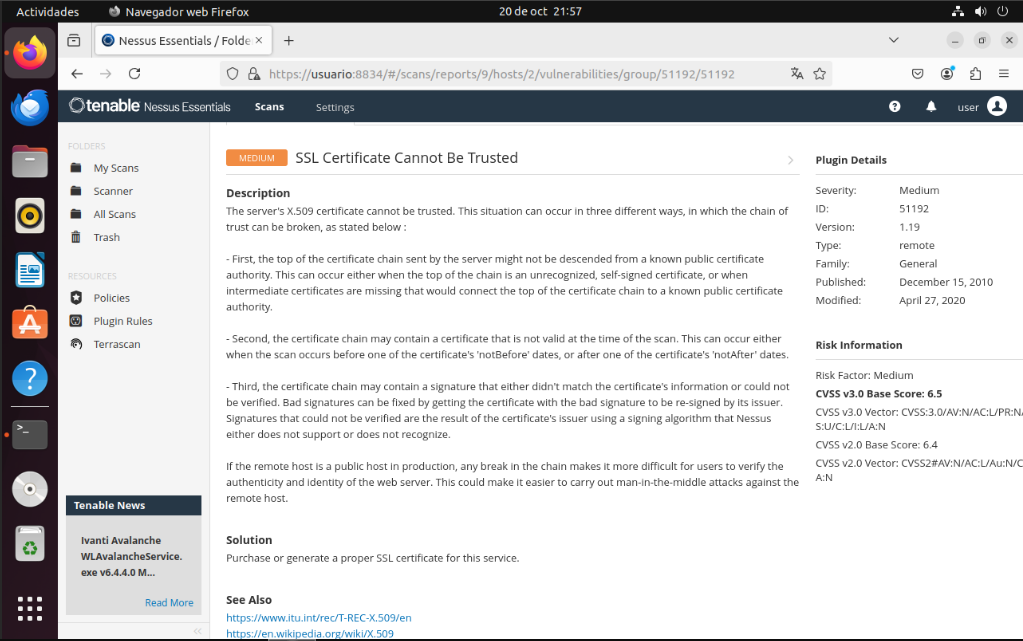 Actividades
Navegador web Firefox
20 de oct 21:57
Nessus Essentials / Folde
https://usuario:8834/#/scans/reports/9/hosts/2/vulnerabilities/group/51192/51192
tenable Nessus Essentials
Scans
Settings
user
FOLDERS
My Scans
Scanner
All Scans
Trash
RESOURCES
Policies
Plugin Rules
Terrascan
Tenable News
Ivanti Avalanche
WLAvalancheService.
exe v6.4.4.0 M...
Read More
MEDIUM
SSL Certificate Cannot Be Trusted
Description
The server's X.509 certificate cannot be trusted. This situation can occur in three different ways, in which the chain of
trust can be broken, as stated below :
- First, the top of the certificate chain sent by the server might not be descended from a known public certificate
authority. This can occur either when the top of the chain is an unrecognized, self-signed certificate, or when
intermediate certificates are missing that would connect the top of the certificate chain to a known public certificate
authority.
- Second, the certificate chain may contain a certificate that is not valid at the time of the scan. This can occur either
when the scan occurs before one of the certificate's 'notBefore' dates, or after one of the certificate's 'notAfter' dates.
- Third, the certificate chain may contain a signature that either didn't match the certificate's information or could not
be verified. Bad signatures can be fixed by getting the certificate with the bad signature to be re-signed by its issuer.
Signatures that could not be verified are the result of the certificate's issuer using a signing algorithm that Nessus
either does not support or does not recognize.
If the remote host is a public host in production, any break in the chain makes it more difficult for users to verify the
authenticity and identity of the web server. This could make it easier to carry out man-in-the-middle attacks against the
remote host.
Solution
Purchase or generate a proper SSL certificate for this service.
See Also
https://www.itu.int/rec/T-REC-X.509/en
https://en.wikipedia.org/wiki/X.509
Plugin Details
Severity: Medium
ID: 51192
Version: 1.19
Type: remote
Family: General
Published: December 15, 2010
Modified: April 27, 2020
Risk Information
Risk Factor: Medium
CVSS v3.0 Base Score: 6.5
CVSS v3.0 Vector: CVSS:3.0/AV:N/AC:L/PR:N/
S:U/C:L/I:L/A:N
CVSS v2.0 Base Score: 6.4
CVSS v2.0 Vector: CVSS2#AV:N/AC:L/Au:N/C
A:N